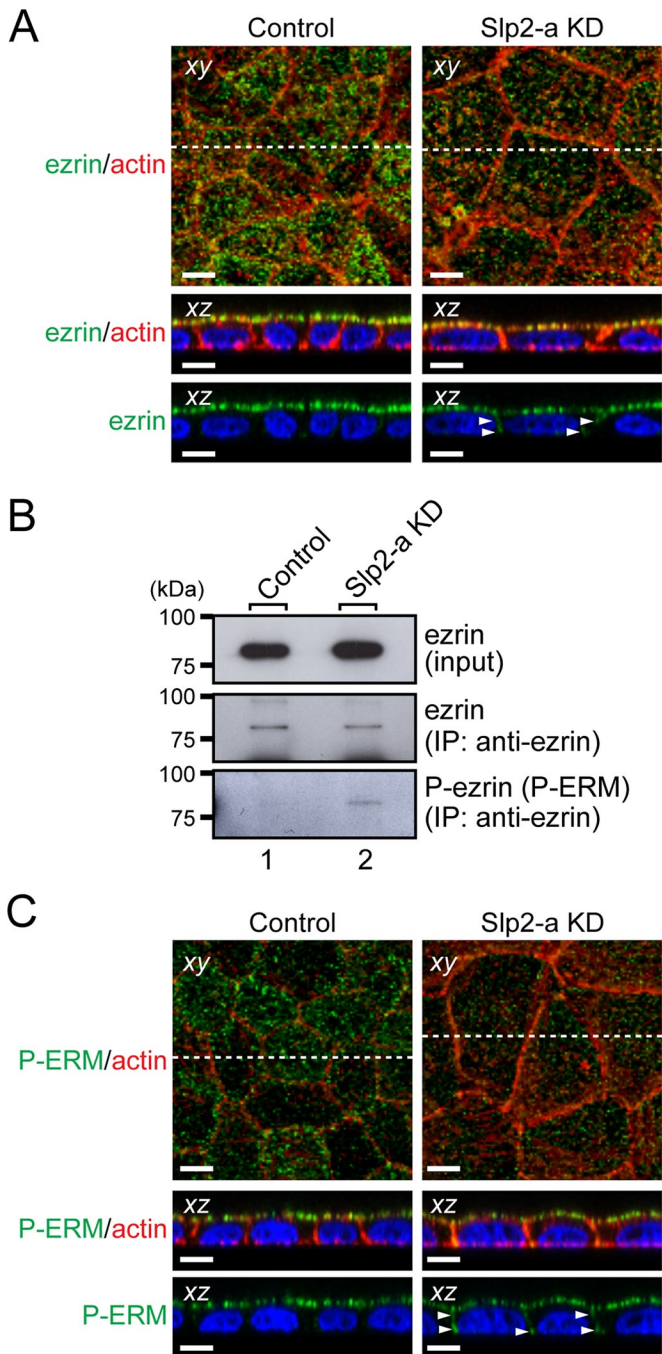 A
Control
Slp2-a KD
xy
xy
ezrin/actin
xz
xz
ezrin/actin
xz
xz
ezrin
B
Control
Slp2-a KD
(kDa)
100
75
ezrin
(input)
100
75
ezrin
(IP: anti-ezrin)
100
75
P-ezrin (P-ERM)
(IP: anti-ezrin)
1
2
C
Control
Slp2-a KD
xy
xy
P-ERM/actin
xz
xz
P-ERM/actin
xz
xz
P-ERM